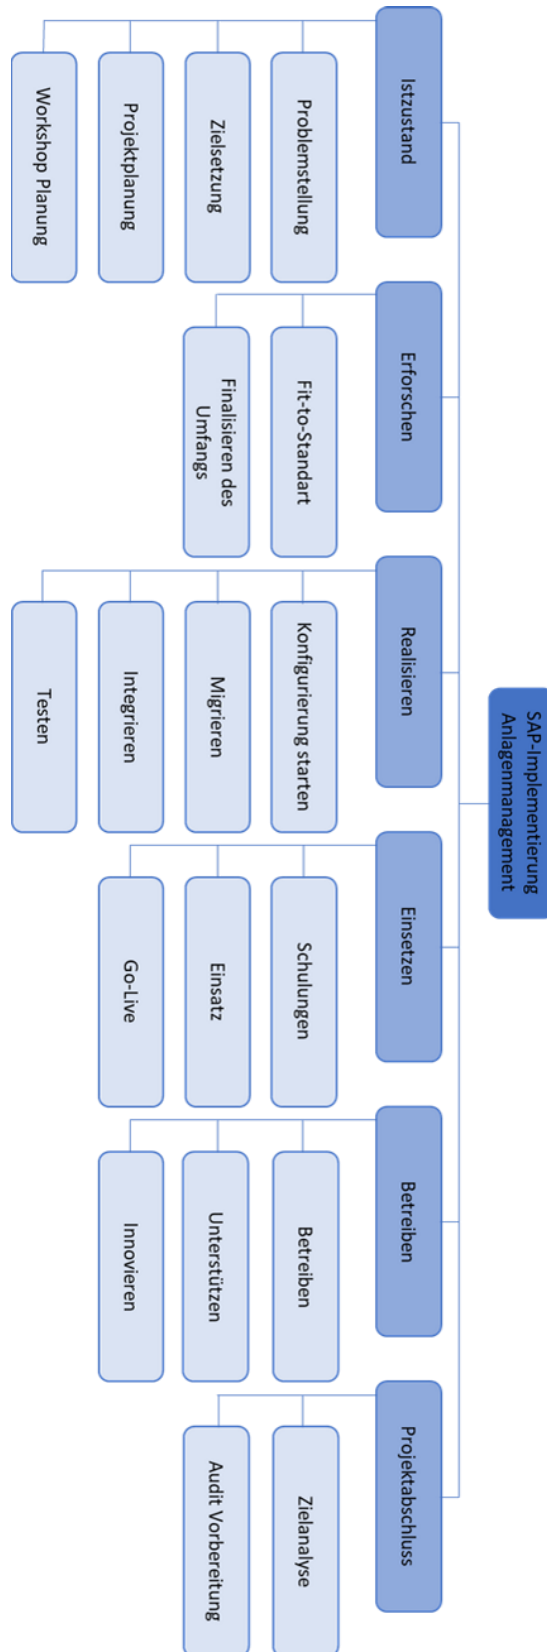 SAP-Implementierung
Anlagenmanagement
Istzustand
Problemstellung
Zielsetzung
Projektplanung
Workshop Planung
Erforschen
Fit-to-Standart
Finalisieren des
Umfangs
Realisieren
Konfigurierung starten
Migrieren
Integrieren
Testen
Einsetzen
Schulungen
Einsatz
Go-Live
Betreiben
Betreiben
Unterstützen
Innovieren
Projektabschluss
Zielanalyse
Audit Vorbereitung